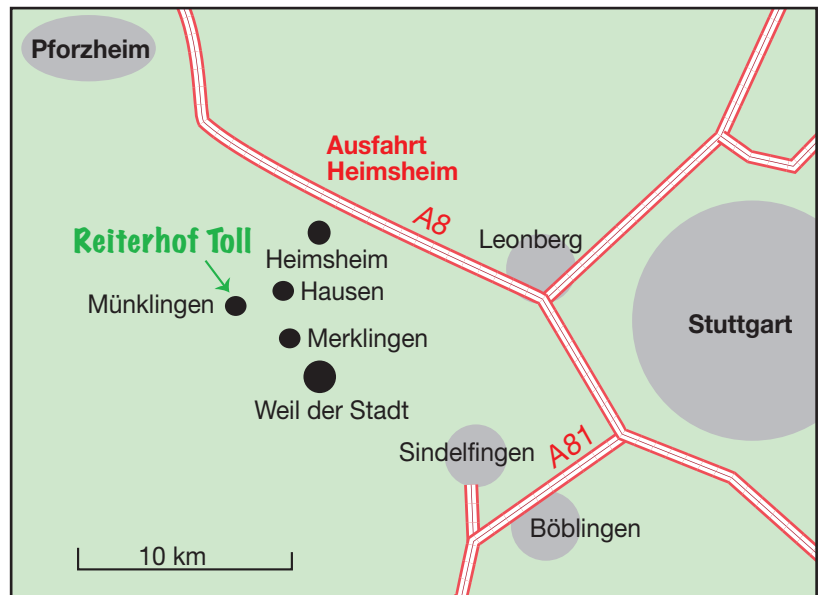 Pforzheim
Ausfahrt
Heimsheim
A8
Leonberg
Reiterhof Toll
Heimsheim
Münklingen
Hausen
Stuttgart
Merklingen
Weil der Stadt
Sindelfingen
A81
Böblingen
10 km